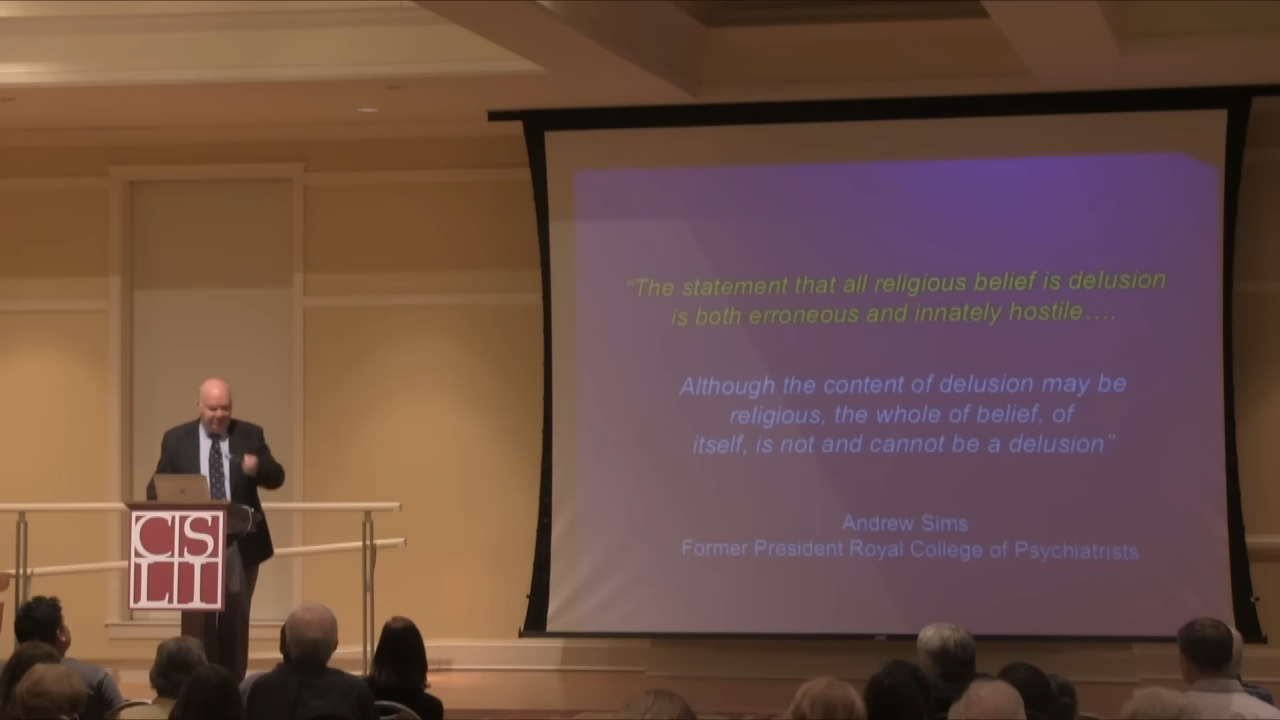 CS
LI
"The statement that all religious belief is delusion
is both erroneous and innately hostile....
Although the content of delusion may be
religious, the whole of belief, of
itself, is not and cannot be a delusion"
Andrew Sims
Former President Royal College of Psychiatrists